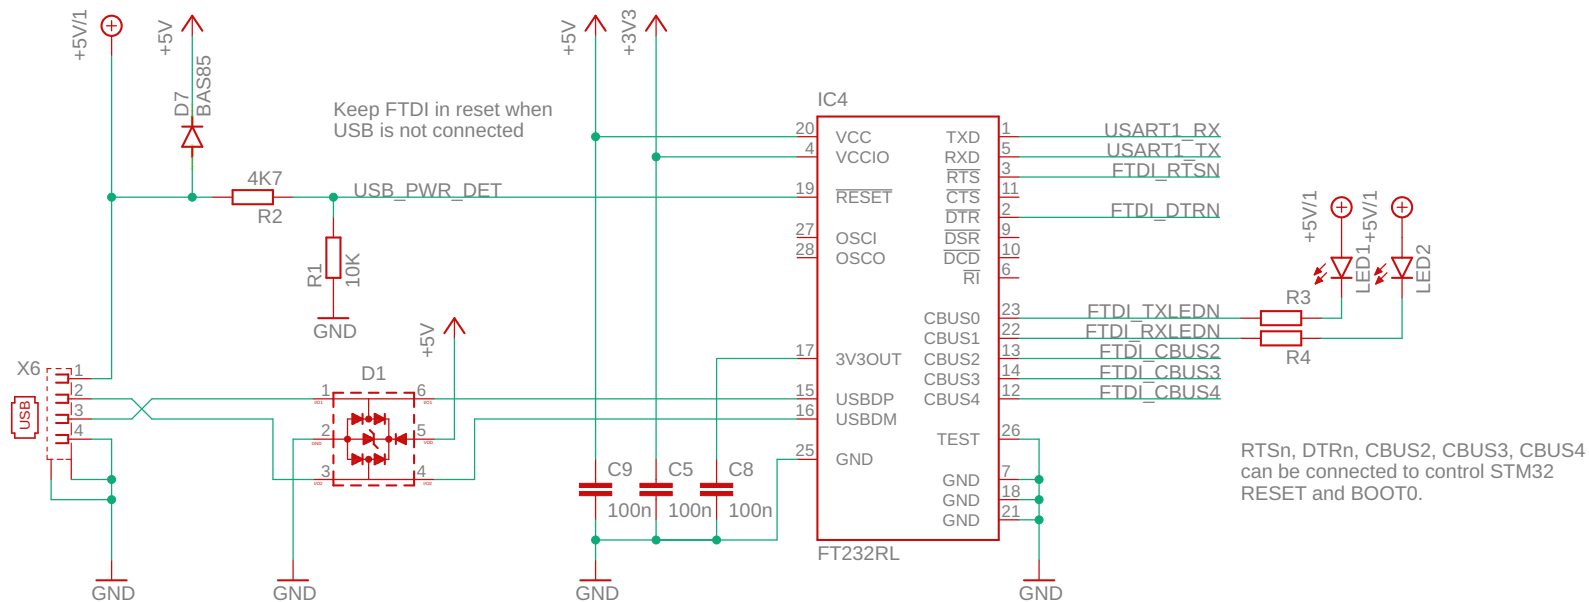 +5V/1
+5V
D7
BAS85
Keep FTDI in reset when
USB is not connected
4K7
R2
USB_PWR_DET
R1
10K
GND
+5V
+3V3
IC4
20 VCC
4 VCCIO
19 RESET
27 OSCI
28 OSCO
17 3V3OUT
15 USBDP
16 USBDM
25 GND
TXD 1 USART1_RX
RXD 5 USART1_TX
RTS 3 FTDI_RTSN
CTS 11
DTR 2 FTDI_DTRN
DSR 9
DCD 10
RI 6
CBUS0 23 FTDI_TXLEDN
CBUS1 22 FTDI_RXLEDN
CBUS2 13 FTDI_CBUS2
CBUS3 14 FTDI_CBUS3
CBUS4 12 FTDI_CBUS4
TEST 26
GND 7
GND 18
GND 21
FT232RL
GND
+5V/1
+5V/1
LED1
LED2
R3
R4
RTSn, DTRn, CBUS2, CBUS3, CBUS4
can be connected to control STM32
RESET and BOOT0.
X6
USB
1
2
3
4
GND
D1
1
2
3
6
5
4
+5V
GND
C9
100n
C5
100n
C8
100n
GND